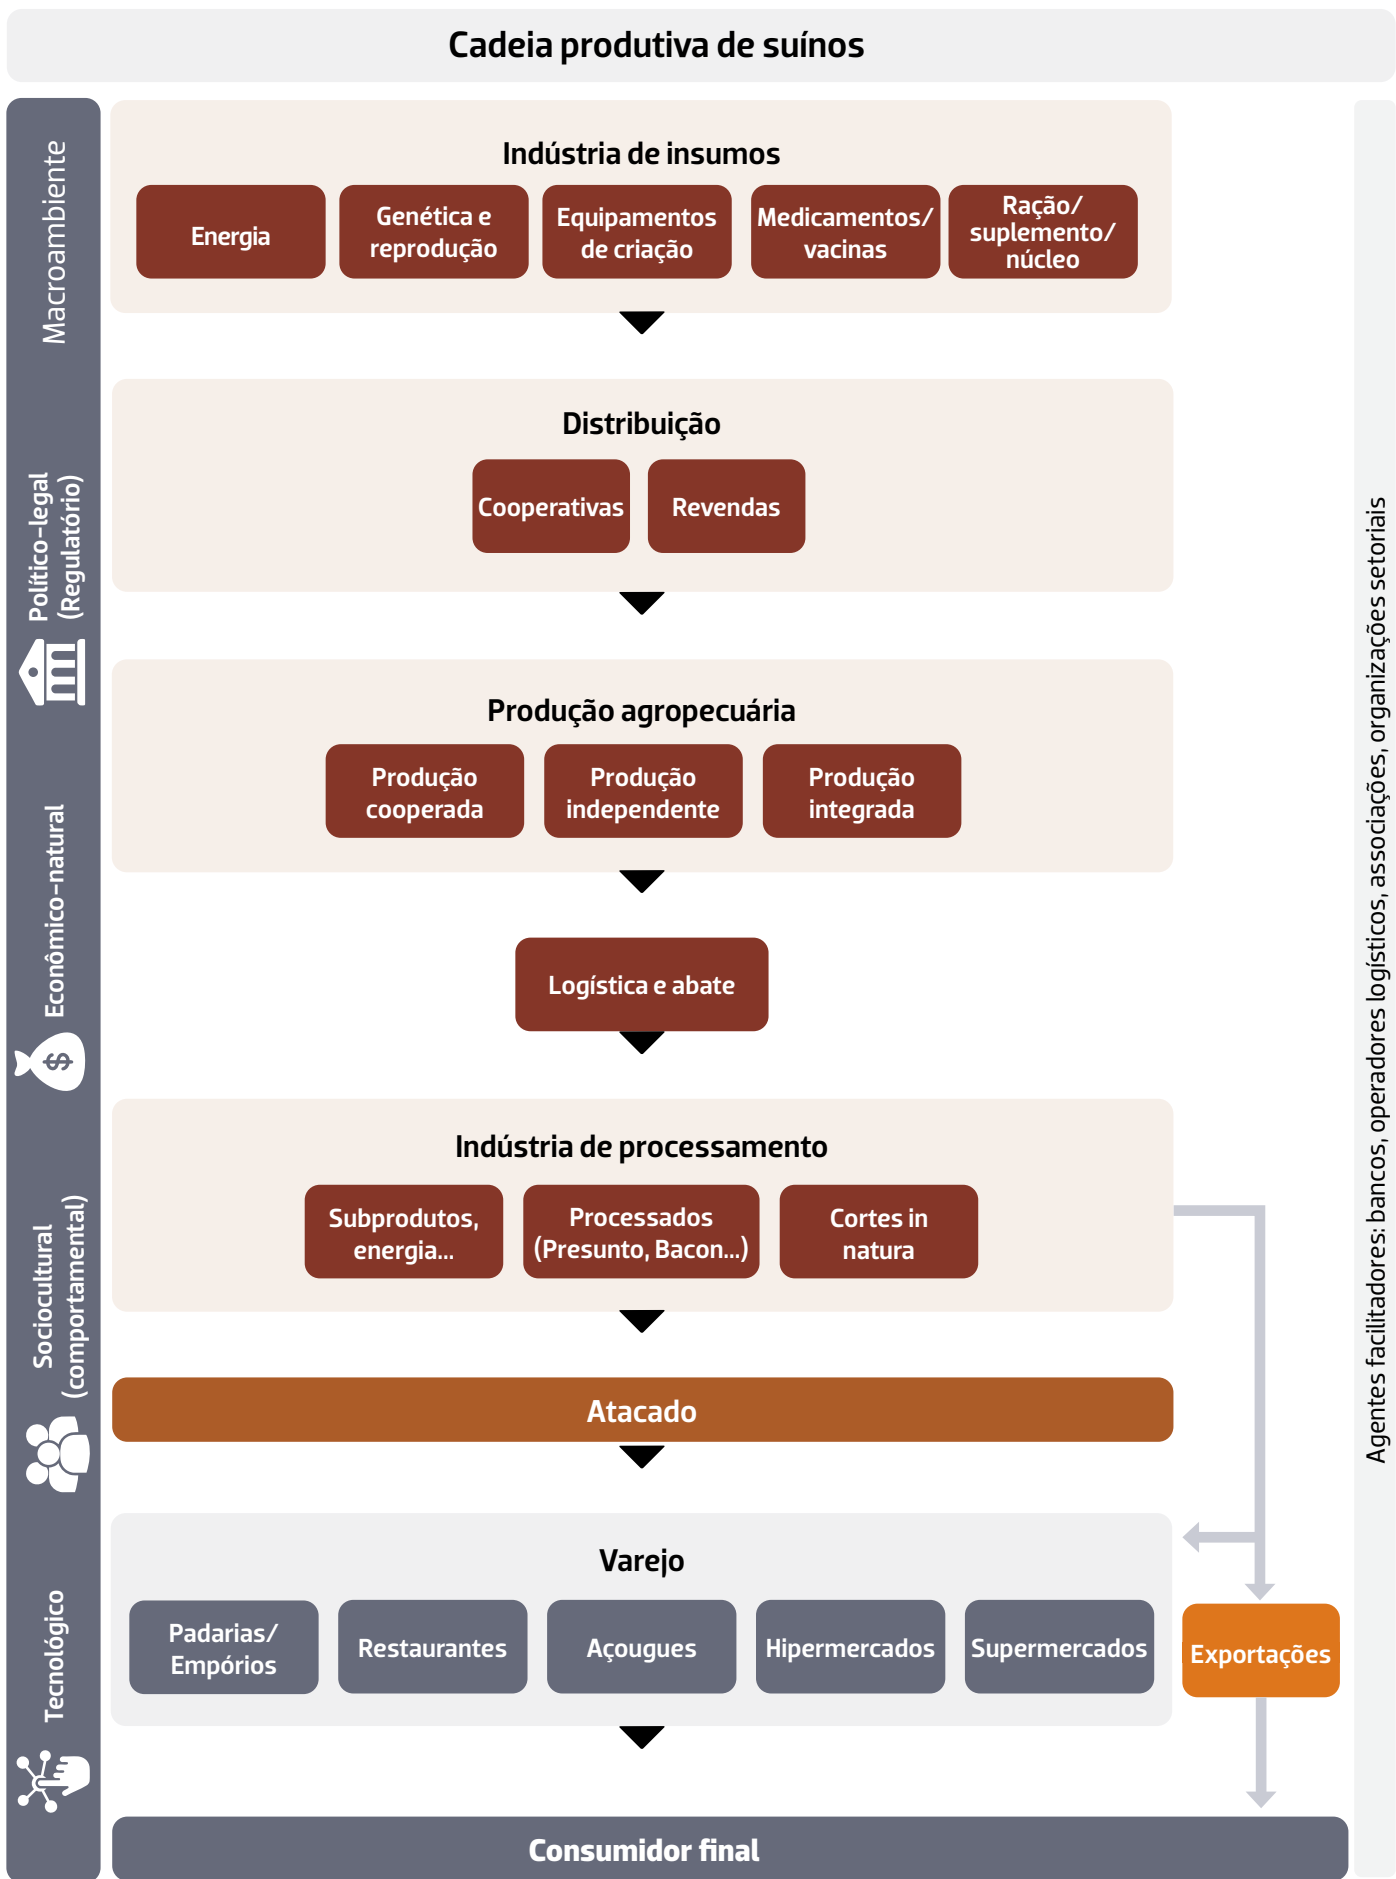 Cadeia produtiva de suínos
Macroambiente
Político-legal
(Regulatório)
Econômico-natural
Sociocultural
(comportamental)
Tecnológico
Indústria de insumos
Energia
Genética e
reprodução
Equipamentos
de criação
Medicamentos/
vacinas
Ração/
suplemento/
núcleo
Distribuição
Cooperativas
Revendas
Produção agropecuária
Produção
cooperada
Produção
independente
Produção
integrada
Logística e abate
Indústria de processamento
Subprodutos,
energia...
Processados
(Presunto, Bacon...)
Cortes in
natura
Atacado
Varejo
Padarias/
Empórios
Restaurantes
Açougues
Hipermercados
Supermercados
Exportações
Consumidor final
Agentes facilitadores: bancos, operadores logísticos, associações, organizações setoriais